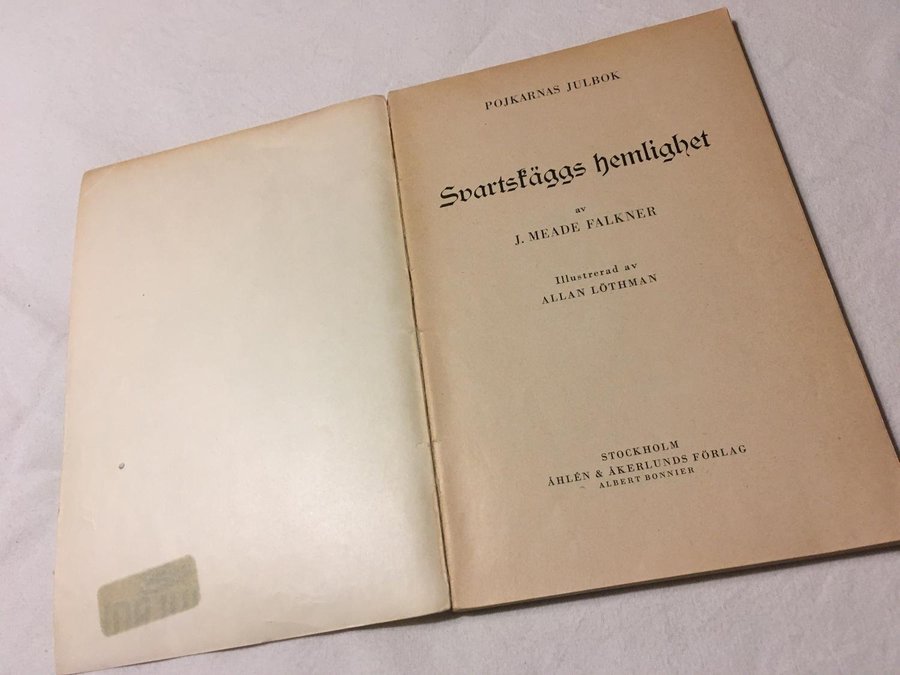 POJKARNAS JULBOK
Svartskäggs hemlighet
av
J. MEADE FALKNER
Illustrerad av
ALLAN LÖTHMAN
STOCKHOLM
ÅHLÉN & ÅKERLUNDS FÖRLAG
ALBERT BONNIER